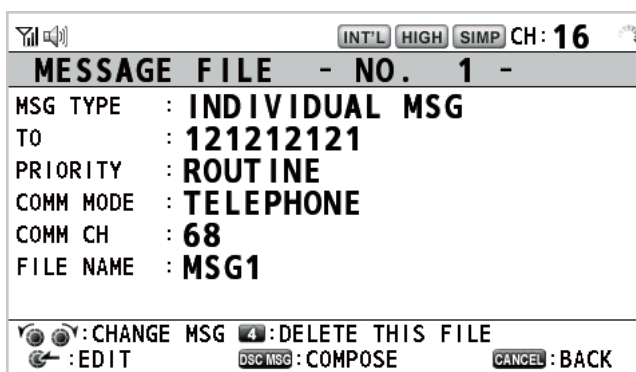 INT'L HIGH SIMP CH: 16
MESSAGE FILE - NO. 1 -
MSG TYPE : INDIVIDUAL MSG
TO : 121212121
PRIORITY : ROUTINE
COMM MODE : TELEPHONE
COMM CH : 68
FILE NAME : MSG1
:CHANGE MSG 4:DELETE THIS FILE
:EDIT DSC MSG:COMPOSE CANCEL:BACK